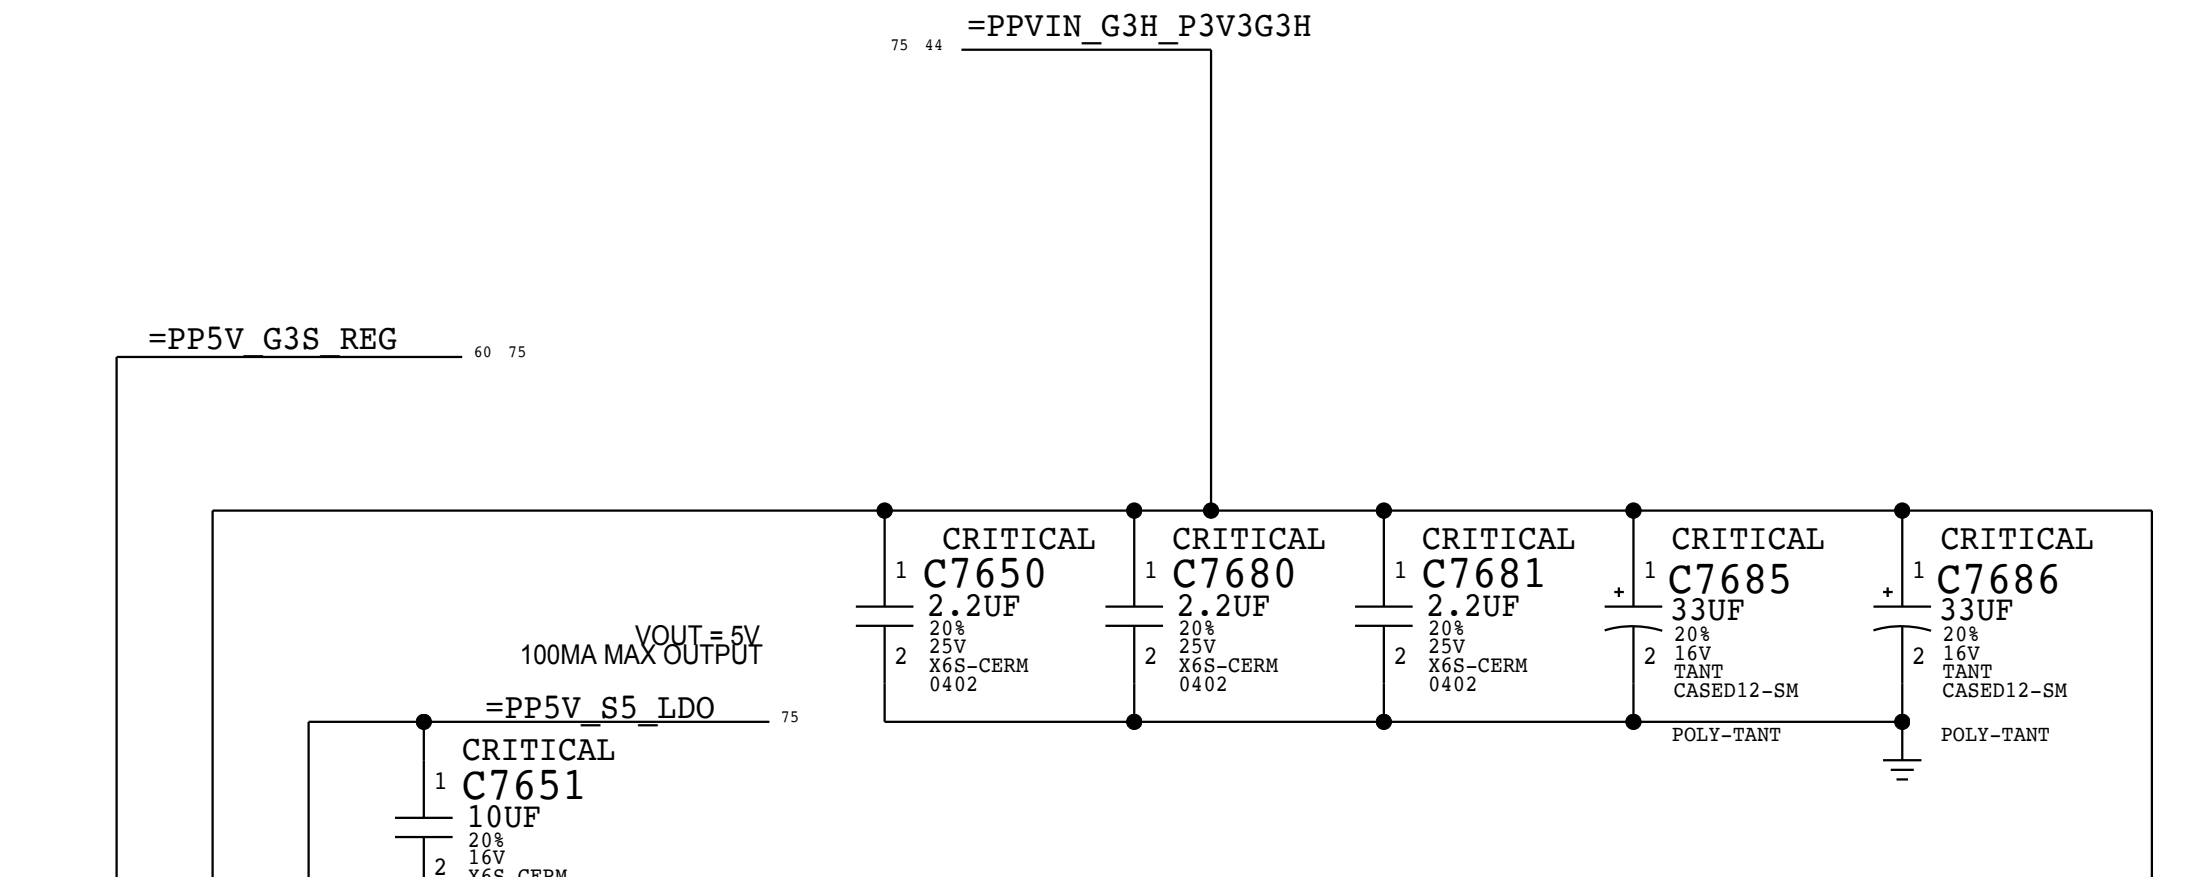 =PPVIN_G3H_P3V3G3H
75 44
=PP5V_G3S_REG
60 75
CRITICAL
1
C7650
2.2UF
20%
25V
2
X6S-CERM
0402
CRITICAL
1
C7680
2.2UF
20%
25V
2
X6S-CERM
0402
CRITICAL
1
C7681
2.2UF
20%
25V
2
X6S-CERM
0402
CRITICAL
1
C7685
+
33UF
20%
16V
2
TANT
CASED12-SM
POLY-TANT
CRITICAL
1
C7686
+
33UF
20%
16V
2
TANT
CASED12-SM
POLY-TANT
VOUT = 5V
100MA MAX OUTPUT
=PP5V_S5_LDO
75
CRITICAL
1
C7651
10UF
20%
16V
2
X6S-CERM